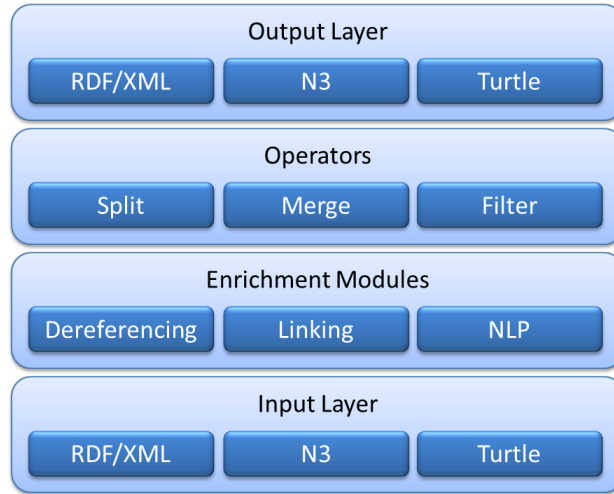 Output Layer
RDF/XML N3 Turtle
Operators
Split Merge Filter
Enrichment Modules
Dereferencing Linking NLP
Input Layer
RDF/XML N3 Turtle